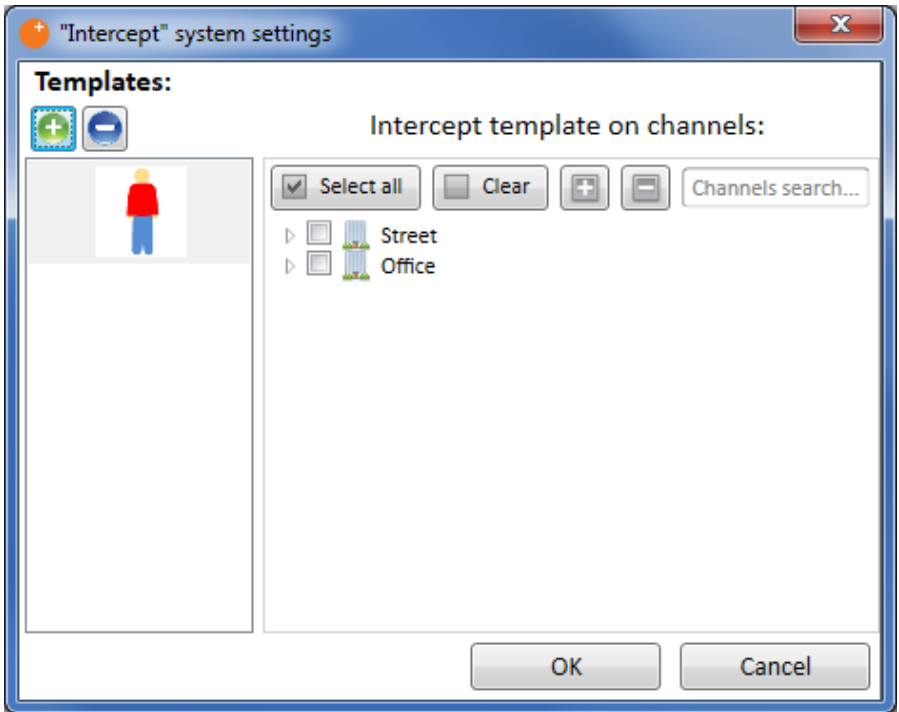 "Intercept" system settings
Templates:
Intercept template on channels:
Select all
Clear
Channels search...
Street
Office
OK
Cancel